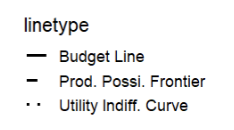 linetype
Budget Line
Prod. Possi. Frontier
Utility Indiff. Curve